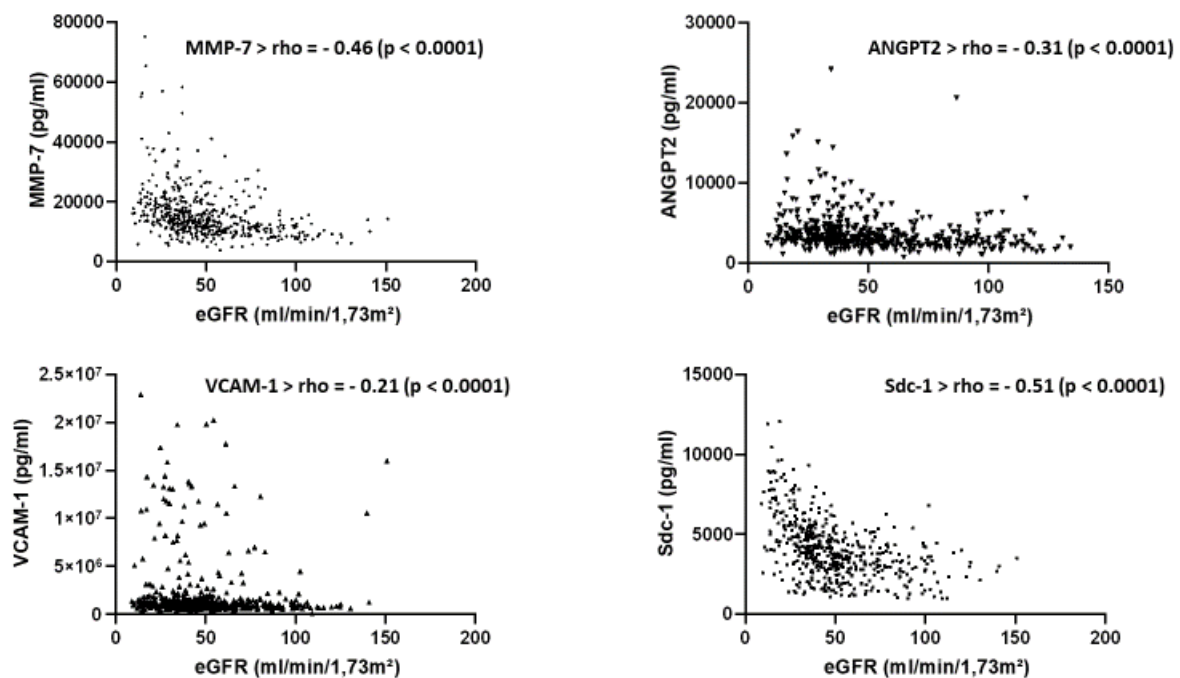 MMP-7 > rho = - 0.46 (p < 0.0001)
MMP-7 (pg/ml)
80000
60000
40000
20000
0
0 50 100 150 200
eGFR (ml/min/1,73m²)
ANGPT2 > rho = - 0.31 (p < 0.0001)
ANGPT2 (pg/ml)
30000
20000
10000
0
0 50 100 150
eGFR (ml/min/1,73m²)
VCAM-1 > rho = - 0.21 (p < 0.0001)
VCAM-1 (pg/ml)
2.5×10⁷
2×10⁷
1.5×10⁷
1×10⁷
5×10⁶
0
0 50 100 150 200
eGFR (ml/min/1,73m²)
Sdc-1 > rho = - 0.51 (p < 0.0001)
Sdc-1 (pg/ml)
15000
10000
5000
0
0 50 100 150 200
eGFR (ml/min/1,73m²)